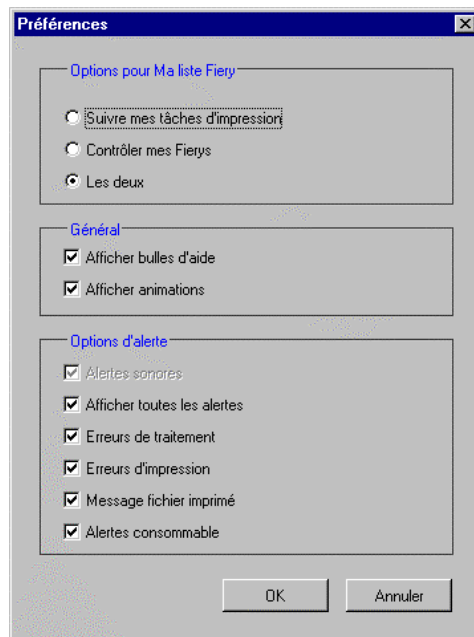 Préférences
Options pour Ma liste Fiery
Suivre mes tâches d'impression
Contrôler mes Fierys
Les deux
Général
Afficher bulles d'aide
Afficher animations
Options d'alerte
Alertes sonores
Afficher toutes les alertes
Erreurs de traitement
Erreurs d'impression
Message fichier imprimé
Alertes consommable
OK
Annuler